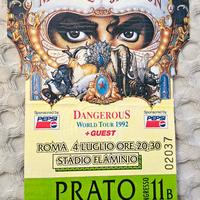 Sponsored by
PEPSI
Sponsored by
PEPSI
DANGEROUS
WORLD TOUR 1992
+ GUEST
ROMA, 4 LUGLIO ORE 20,30
STADIO FLAMINIO
02037
PRATO
INGRESSO
11B